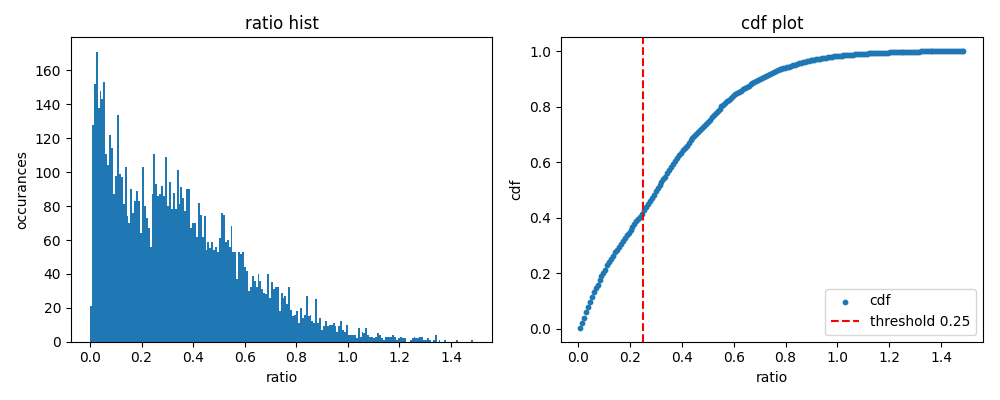 ratio hist
occurances
160
140
120
100
80
60
40
20
0
0.0 0.2 0.4 0.6 0.8 1.0 1.2 1.4
ratio
cdf plot
cdf
1.0
0.8
0.6
0.4
0.2
0.0
0.0 0.2 0.4 0.6 0.8 1.0 1.2 1.4
ratio
cdf
threshold 0.25